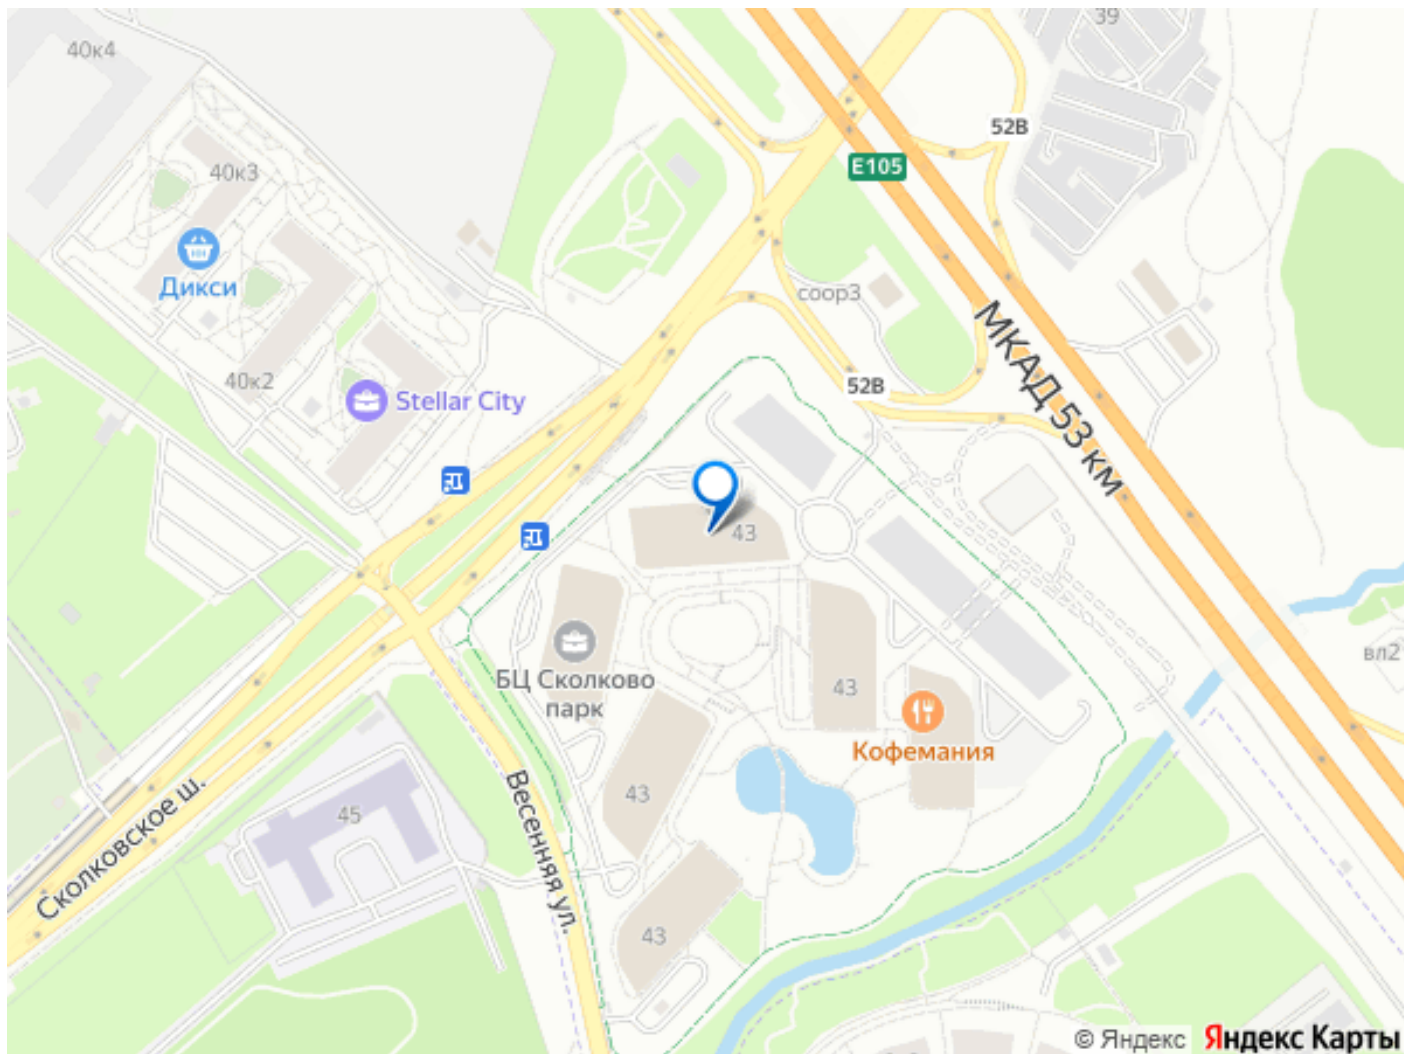 39
40к4
52В
E105
40к3
Дикси
соор3
МКАД 53 км
40к2
52В
Stellar City
43
вл2
БЦ Сколково
парк
43
Кофемания
43
45
Сколковское ш.
Весенняя ул.
43
© Яндекс Яндекс Карты